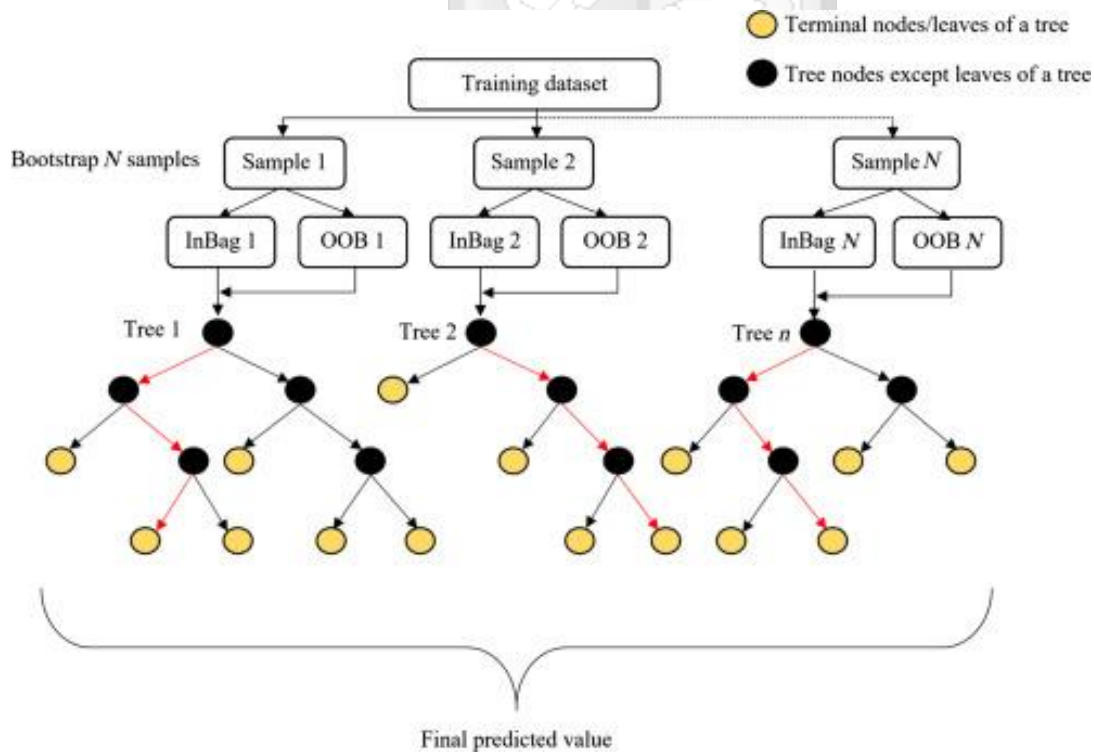 Terminal nodes/leaves of a tree
Tree nodes except leaves of a tree
Training dataset
Bootstrap N samples
Sample 1
Sample 2
Sample N
InBag 1
OOB 1
InBag 2
OOB 2
InBag N
OOB N
Tree 1
Tree 2
Tree n
Final predicted value